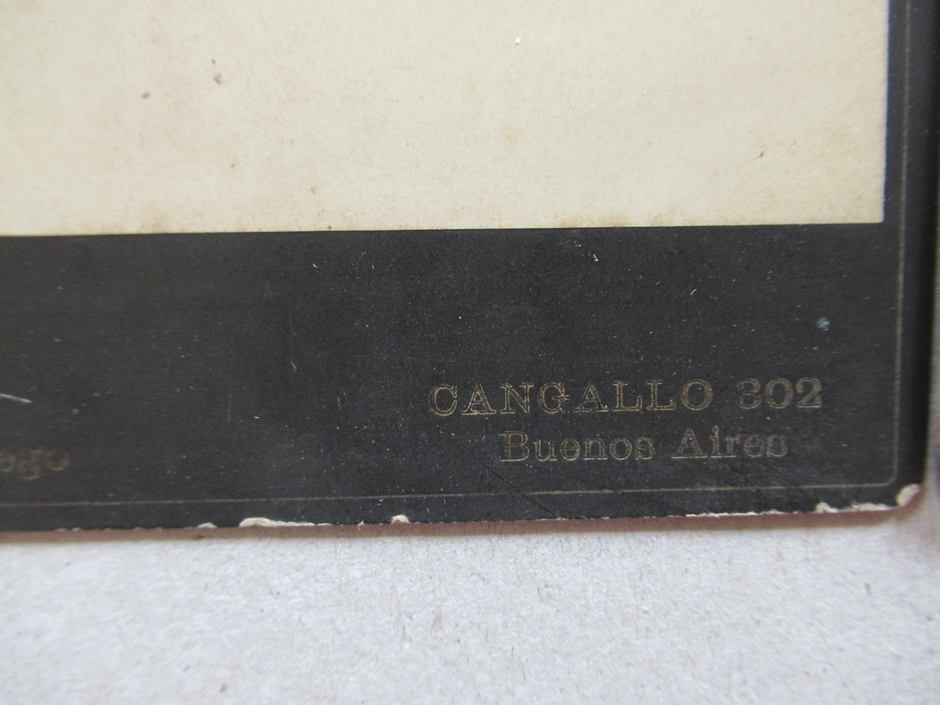 CANGALLO 302
Buenos Aires